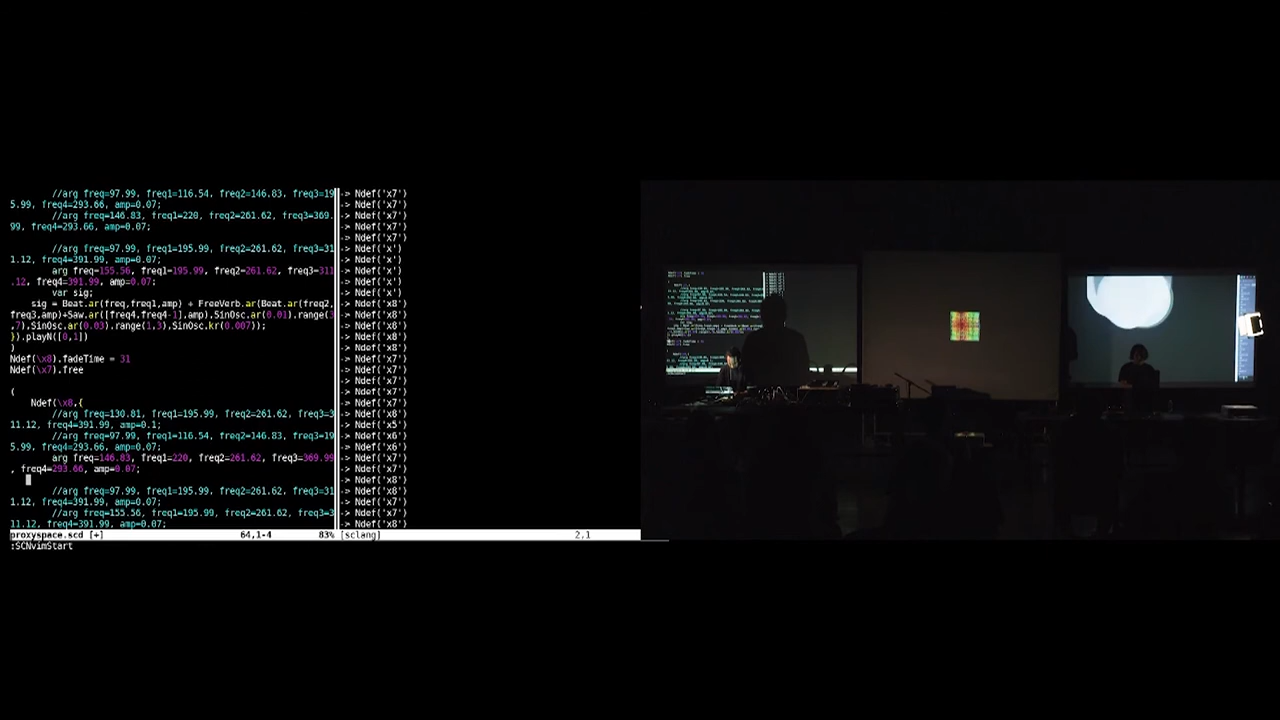 //arg freq=97.99, freq1=116.54, freq2=146.83, freq3=19
5.99, freq4=293.66, amp=0.07;
//arg freq=146.83, freq1=220, freq2=261.62, freq3=369.
99, freq4=293.66, amp=0.07;
//arg freq=97.99, freq1=195.99, freq2=261.62, freq3=31
1.12, freq4=391.99, amp=0.07;
arg freq=155.56, freq1=195.99, freq2=261.62, freq3=311
.12, freq4=391.99, amp=0.07;
var sig;
sig = Beat.ar(freq,freq1,amp) + FreeVerb.ar(Beat.ar(freq2,
freq3,amp)+Saw.ar([freq4,freq4-1],amp),SinOsc.ar(0.01).range(3
,7),SinOsc.ar(0.03).range(1,3),SinOsc.kr(0.007));
}).playN([0,1])
)
Ndef(\x8).fadeTime = 31
Ndef(\x7).free
(
Ndef(\x8,{
//arg freq=130.81, freq1=195.99, freq2=261.62, freq3=3
11.12, freq4=391.99, amp=0.1;
//arg freq=97.99, freq1=116.54, freq2=146.83, freq3=19
5.99, freq4=293.66, amp=0.07;
arg freq=146.83, freq1=220, freq2=261.62, freq3=369.99
, freq4=293.66, amp=0.07;
//arg freq=97.99, freq1=195.99, freq2=261.62, freq3=31
1.12, freq4=391.99, amp=0.07;
//arg freq=155.56, freq1=195.99, freq2=261.62, freq3=3
11.12, freq4=391.99, amp=0.07;
proxyspace.scd [+] 64,1-4 83%
:SCNvimStart
-> Ndef('x7')
-> Ndef('x7')
-> Ndef('x7')
-> Ndef('x7')
-> Ndef('x7')
-> Ndef('x')
-> Ndef('x')
-> Ndef('x')
-> Ndef('x')
-> Ndef('x')
-> Ndef('x8')
-> Ndef('x8')
-> Ndef('x8')
-> Ndef('x8')
-> Ndef('x8')
-> Ndef('x7')
-> Ndef('x7')
-> Ndef('x7')
-> Ndef('x7')
-> Ndef('x7')
-> Ndef('x8')
-> Ndef('x5')
-> Ndef('x6')
-> Ndef('x6')
-> Ndef('x7')
-> Ndef('x7')
-> Ndef('x8')
-> Ndef('x8')
-> Ndef('x7')
-> Ndef('x7')
-> Ndef('x8')
[sclang] 2,1